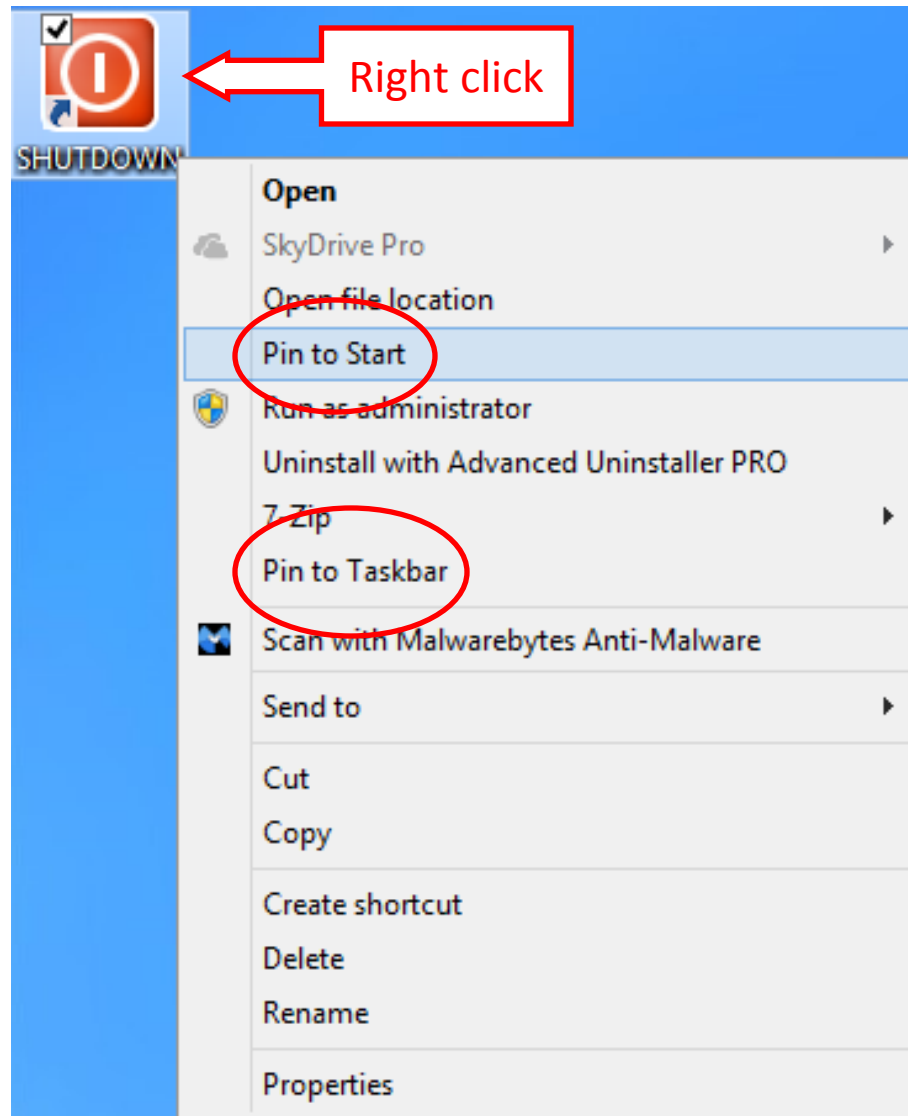 Right click
SHUTDOWN
Open
SkyDrive Pro
Open file location
Pin to Start
Run as administrator
Uninstall with Advanced Uninstaller PRO
7-Zip
Pin to Taskbar
Scan with Malwarebytes Anti-Malware
Send to
Cut
Copy
Create shortcut
Delete
Rename
Properties